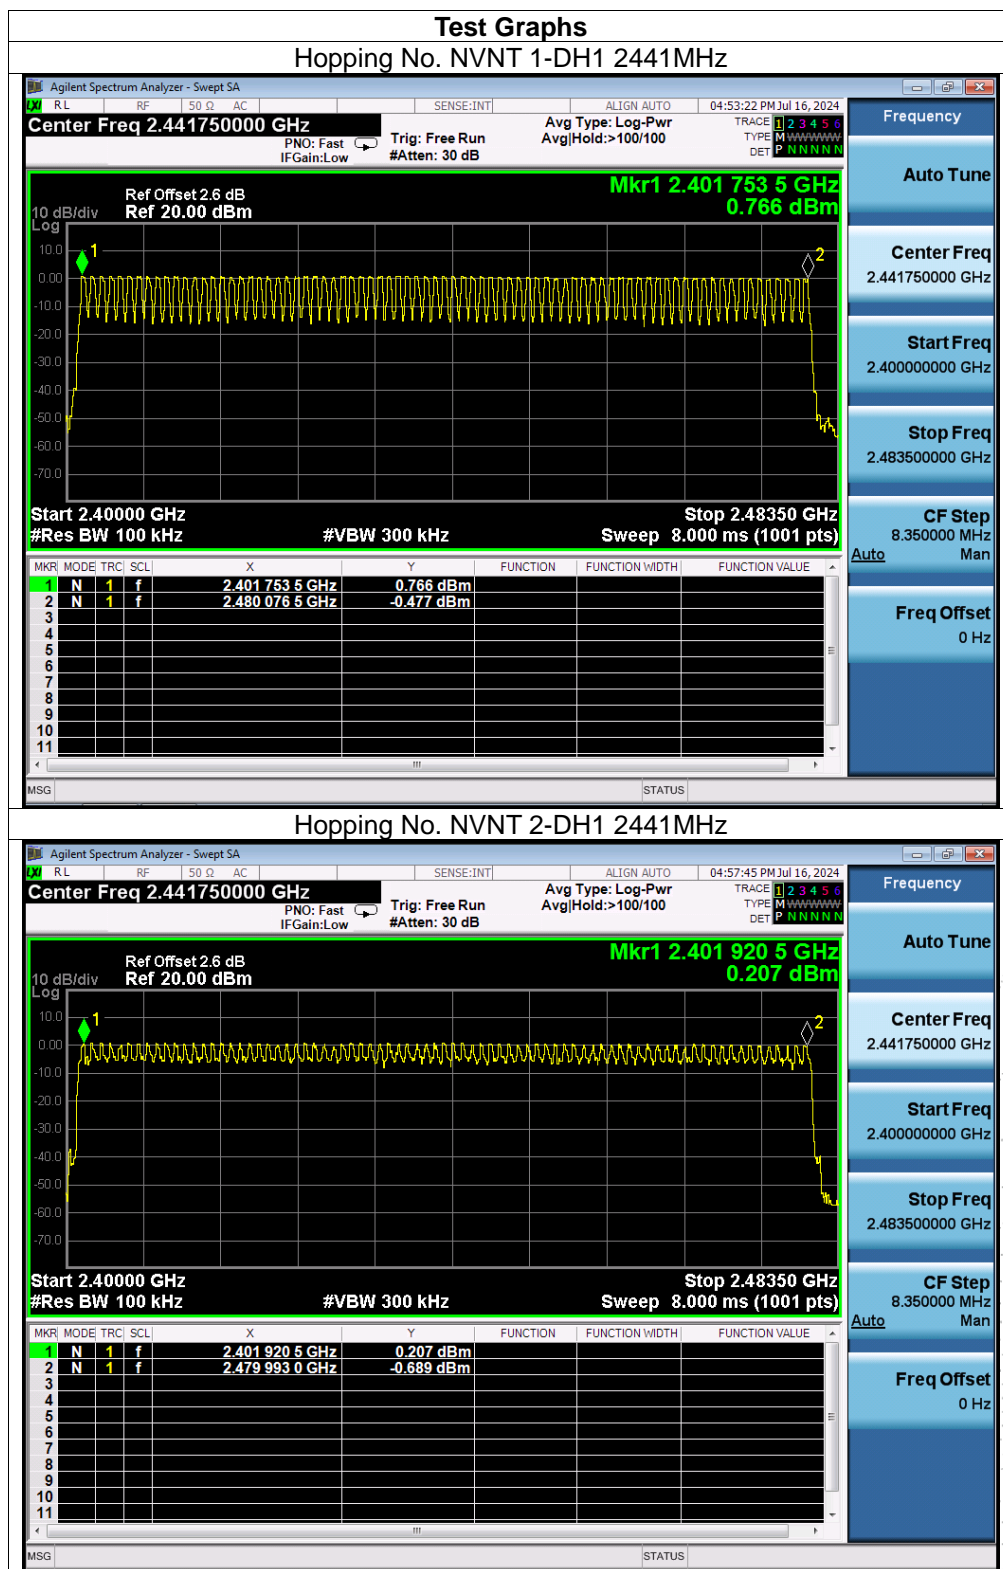 Test Graphs
Hopping No. NVNT 1-DH1 2441MHz
Agilent Spectrum Analyzer - Swept SA
LXI RL RF 50 Ω AC SENSE:INT ALIGN AUTO 04:53:22 PM Jul 16, 2024
Center Freq 2.441750000 GHz
PNO: Fast
IFGain:Low
Trig: Free Run
#Atten: 30 dB
Avg Type: Log-Pwr
Avg|Hold:>100/100
TRACE 1 2 3 4 5 6
TYPE M WWWWW
DET P N N N N N
Ref Offset 2.6 dB
10 dB/div Ref 20.00 dBm
Log
Mkr1 2.401 753 5 GHz
0.766 dBm
1
2
10.0
0.00
-10.0
-20.0
-30.0
-40.0
-50.0
-60.0
-70.0
Start 2.40000 GHz Stop 2.48350 GHz
#Res BW 100 kHz #VBW 300 kHz Sweep 8.000 ms (1001 pts)
MKR MODE TRC SCL X Y FUNCTION FUNCTION WIDTH FUNCTION VALUE
1 N 1 f 2.401 753 5 GHz 0.766 dBm
2 N 1 f 2.480 076 5 GHz -0.477 dBm
3
4
5
6
7
8
9
10
11
MSG STATUS
Frequency
Auto Tune
Center Freq
2.441750000 GHz
Start Freq
2.400000000 GHz
Stop Freq
2.483500000 GHz
CF Step
8.350000 MHz
Auto Man
Freq Offset
0 Hz
Hopping No. NVNT 2-DH1 2441MHz
Agilent Spectrum Analyzer - Swept SA
LXI RL RF 50 Ω AC SENSE:INT ALIGN AUTO 04:57:45 PM Jul 16, 2024
Center Freq 2.441750000 GHz
PNO: Fast
IFGain:Low
Trig: Free Run
#Atten: 30 dB
Avg Type: Log-Pwr
Avg|Hold:>100/100
TRACE 1 2 3 4 5 6
TYPE M WWWWW
DET P N N N N N
Ref Offset 2.6 dB
10 dB/div Ref 20.00 dBm
Log
Mkr1 2.401 920 5 GHz
0.207 dBm
1
2
10.0
0.00
-10.0
-20.0
-30.0
-40.0
-50.0
-60.0
-70.0
Start 2.40000 GHz Stop 2.48350 GHz
#Res BW 100 kHz #VBW 300 kHz Sweep 8.000 ms (1001 pts)
MKR MODE TRC SCL X Y FUNCTION FUNCTION WIDTH FUNCTION VALUE
1 N 1 f 2.401 920 5 GHz 0.207 dBm
2 N 1 f 2.479 993 0 GHz -0.689 dBm
3
4
5
6
7
8
9
10
11
MSG STATUS
Frequency
Auto Tune
Center Freq
2.441750000 GHz
Start Freq
2.400000000 GHz
Stop Freq
2.483500000 GHz
CF Step
8.350000 MHz
Auto Man
Freq Offset
0 Hz